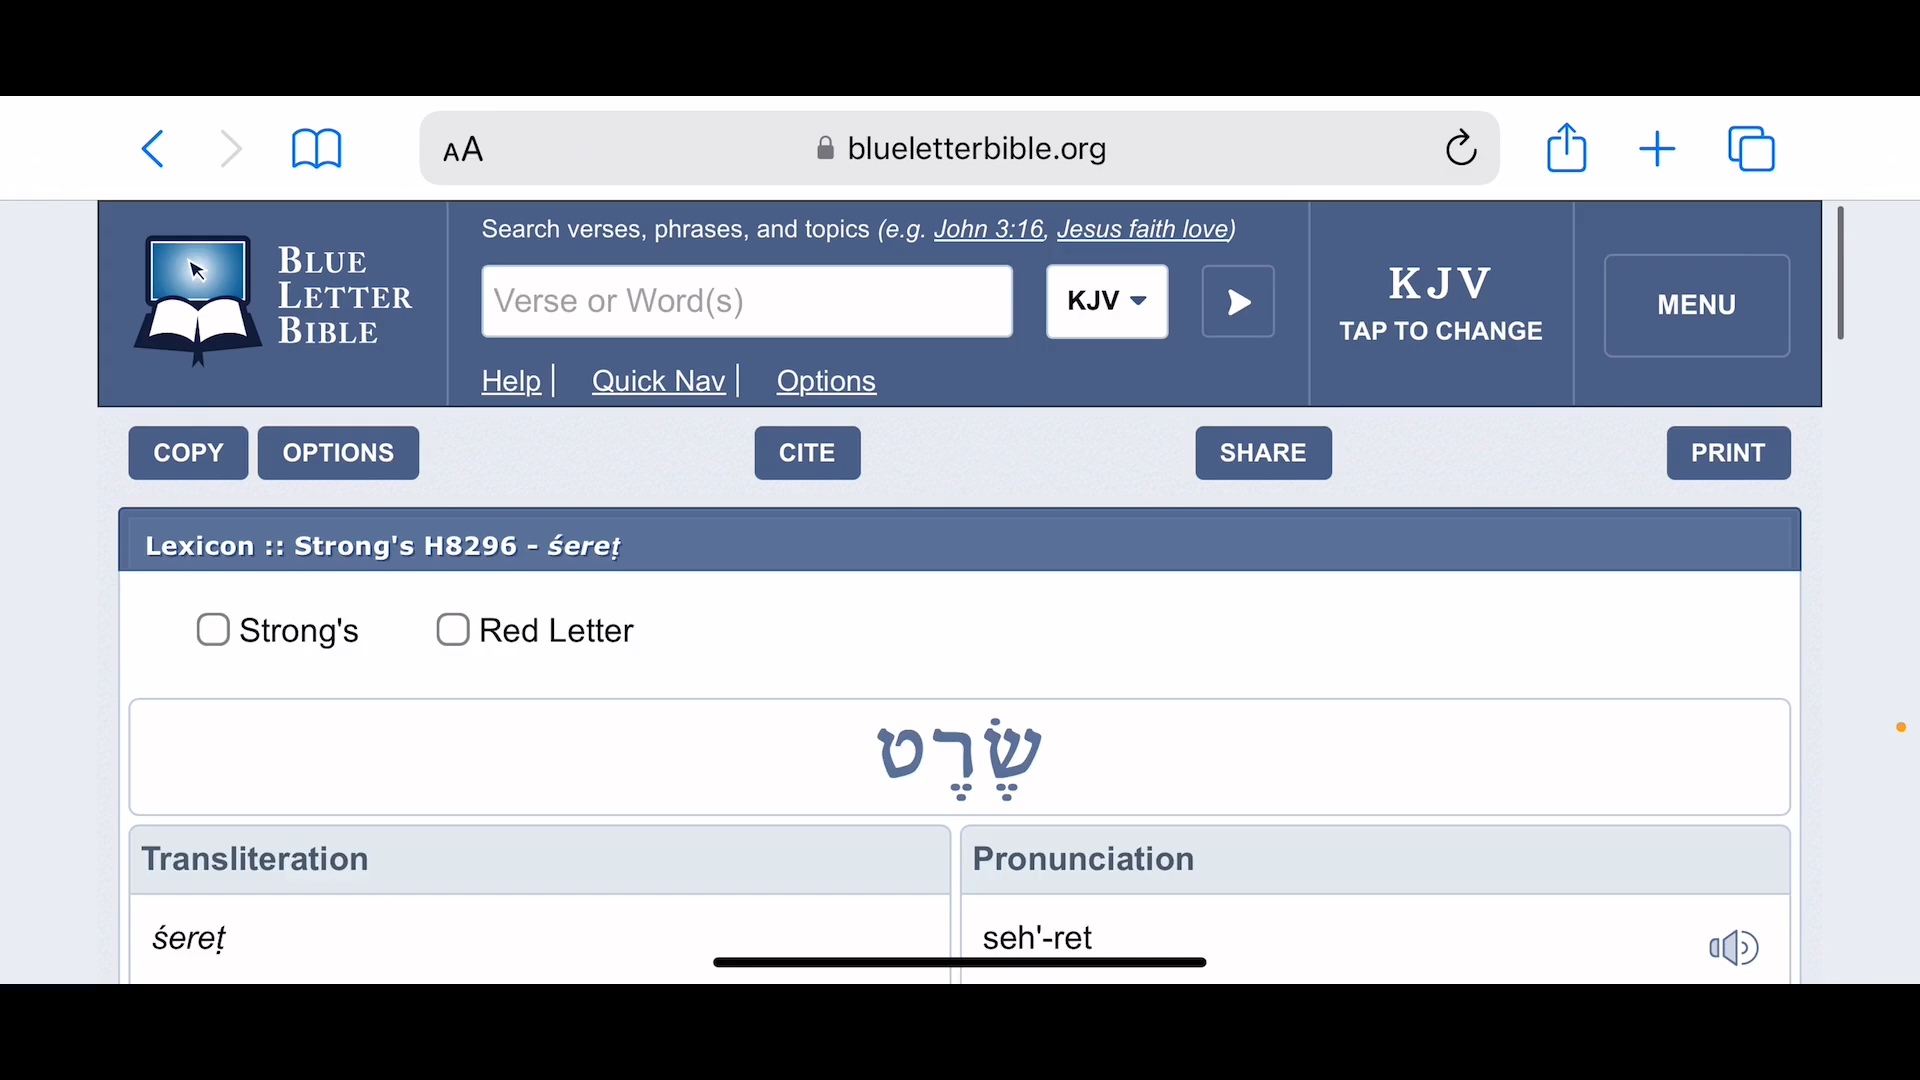 AA blueletterbible.org
BLUE
LETTER
BIBLE
Search verses, phrases, and topics (e.g. John 3:16, Jesus faith love)
Verse or Word(s)
KJV
Help | Quick Nav | Options
KJV
TAP TO CHANGE
MENU
COPY OPTIONS CITE SHARE PRINT
Lexicon :: Strong's H8296 - śereṭ
Strong's Red Letter
שֶׂרֶט
Transliteration Pronunciation
śereṭ seh'-ret